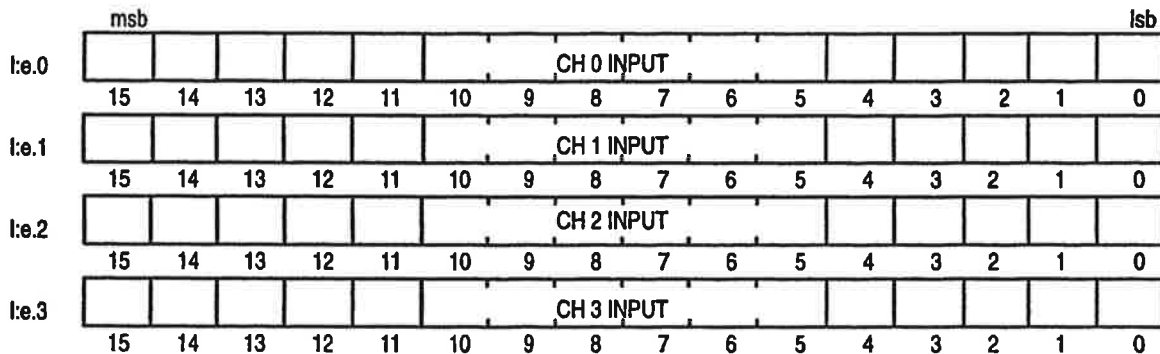 msb lsb
I:e.0 CH 0 INPUT
15 14 13 12 11 10 9 8 7 6 5 4 3 2 1 0
I:e.1 CH 1 INPUT
15 14 13 12 11 10 9 8 7 6 5 4 3 2 1 0
I:e.2 CH 2 INPUT
15 14 13 12 11 10 9 8 7 6 5 4 3 2 1 0
I:e.3 CH 3 INPUT
15 14 13 12 11 10 9 8 7 6 5 4 3 2 1 0